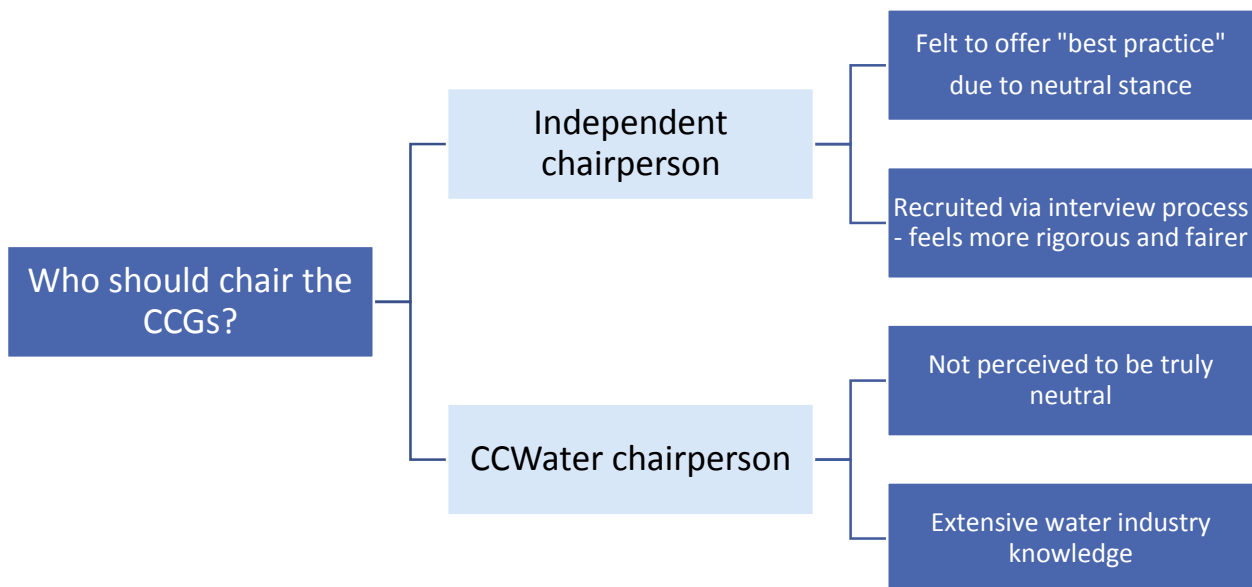 Who should chair the
CCGs?
Independent
chairperson
Felt to offer "best practice"
due to neutral stance
Recruited via interview process
- feels more rigorous and fairer
CCWater chairperson
Not perceived to be truly
neutral
Extensive water industry
knowledge